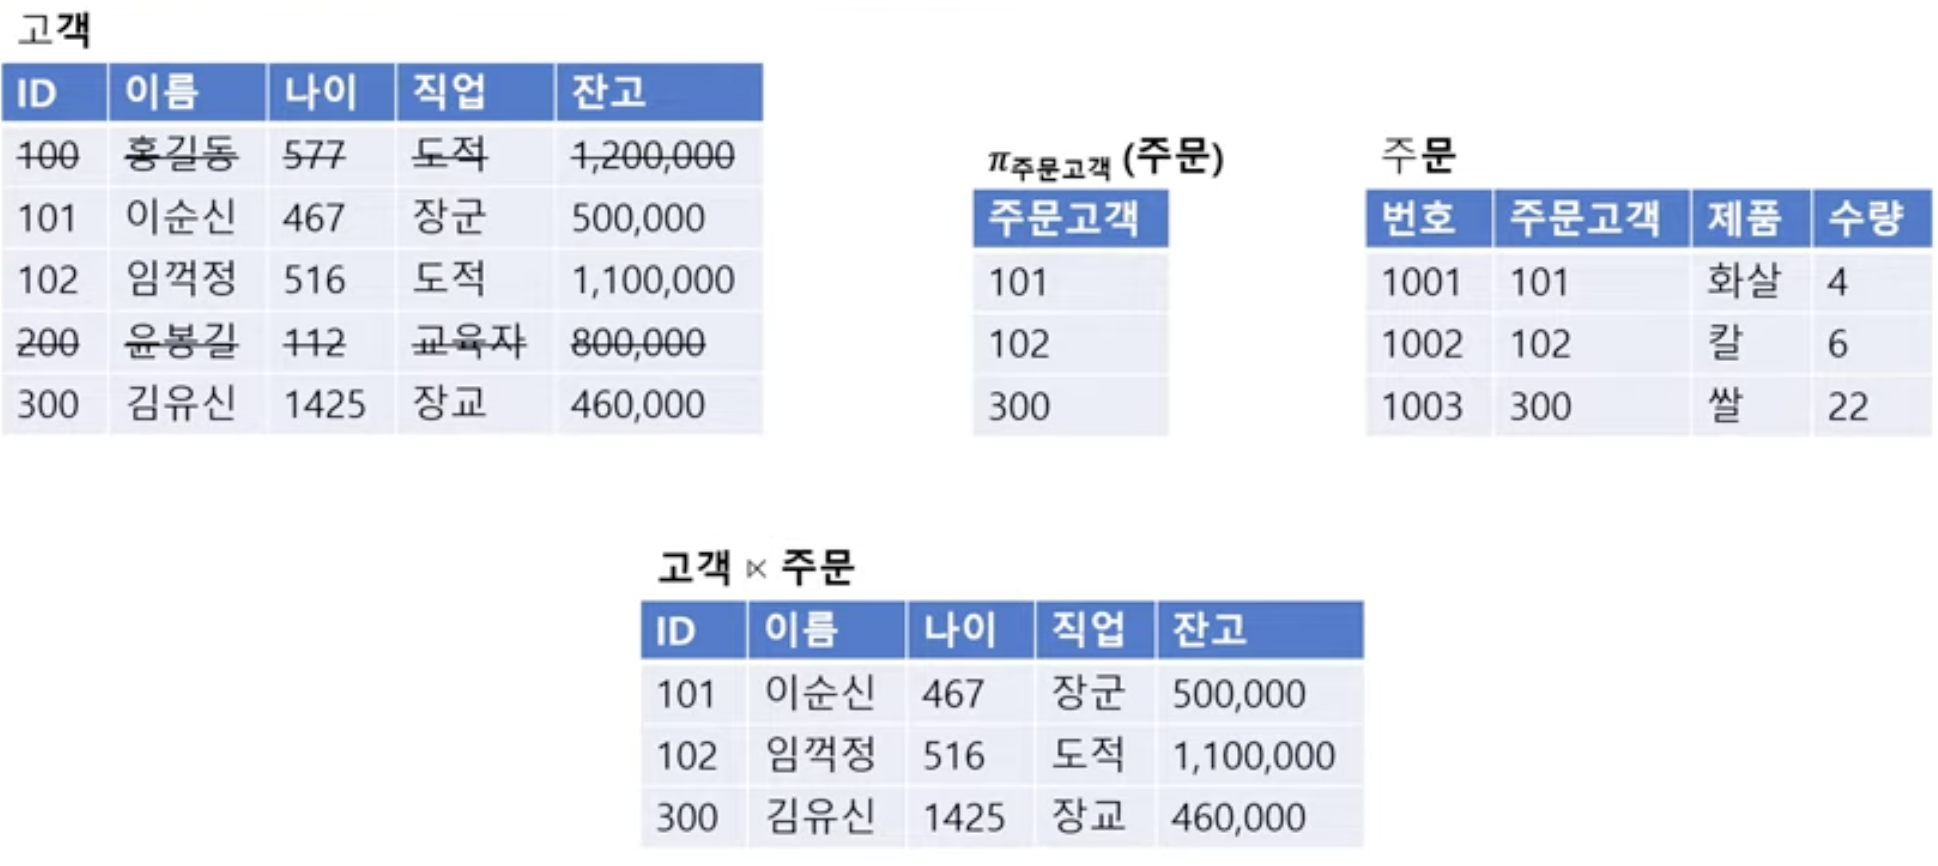 고객
ID 이름 나이 직업 잔고
100 홍길동 577 도적 1,200,000
101 이순신 467 장군 500,000
102 임꺽정 516 도적 1,100,000
200 윤봉길 112 교육자 800,000
300 김유신 1425 장교 460,000
π주문고객 (주문)
주문고객
101
102
300
주문
번호 주문고객 제품 수량
1001 101 화살 4
1002 102 칼 6
1003 300 쌀 22
고객 ⋉ 주문
ID 이름 나이 직업 잔고
101 이순신 467 장군 500,000
102 임꺽정 516 도적 1,100,000
300 김유신 1425 장교 460,000